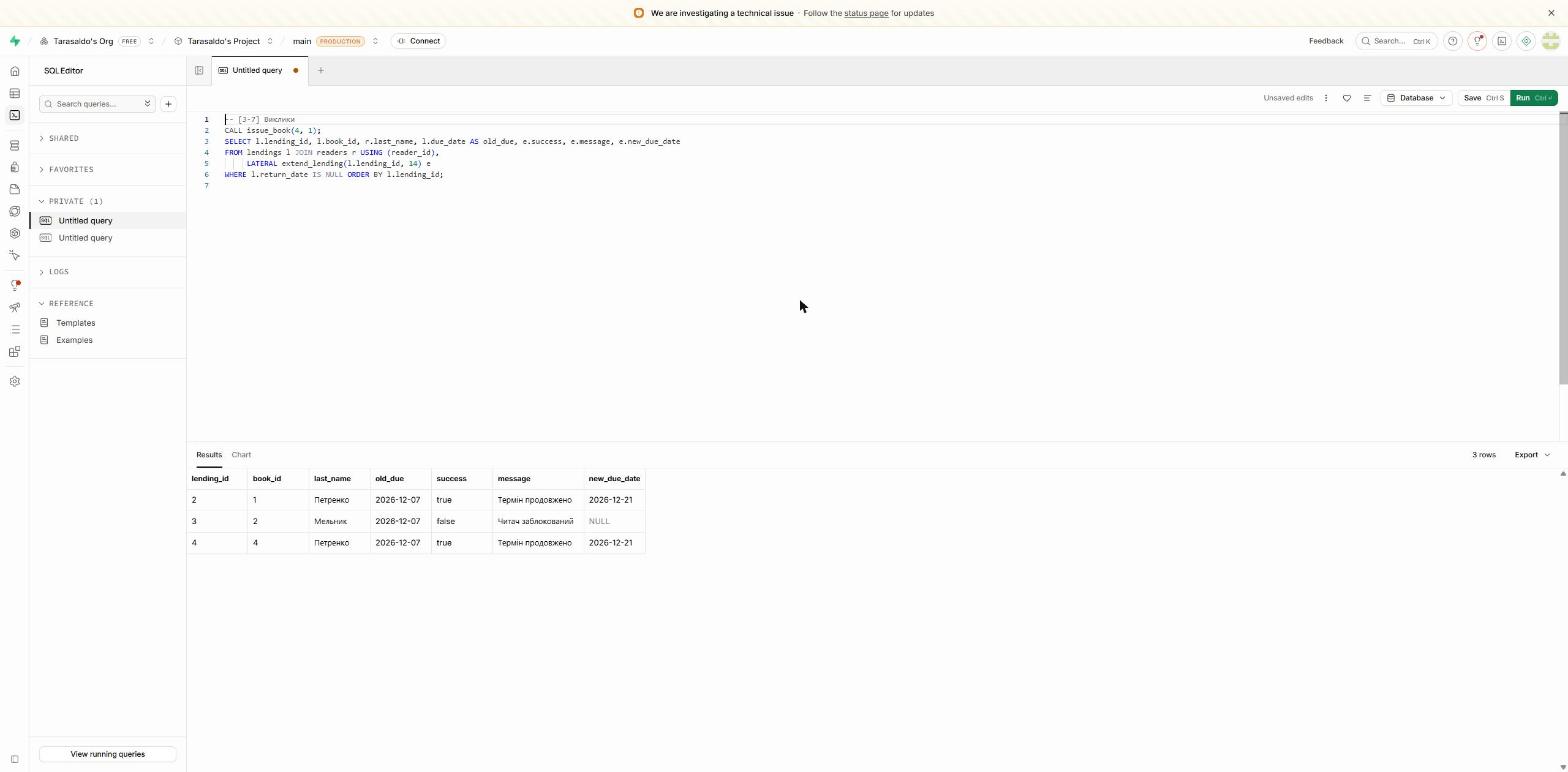 We are investigating a technical issue · Follow the status page for updates
Tarasaldo's Org FREE / Tarasaldo's Project / main PRODUCTION Connect
Feedback Search... Ctrl K
SQL Editor
Untitled query
Search queries...
Unsaved edits Database Save Ctrl S Run Ctrl ↵
SHARED
FAVORITES
PRIVATE (1)
SQL Untitled query
SQL Untitled query
LOGS
REFERENCE
Templates
Examples
View running queries
1 -- [3-7] Виклики
2 CALL issue_book(4, 1);
3 SELECT l.lending_id, l.book_id, r.last_name, l.due_date AS old_due, e.success, e.message, e.new_due_date
4 FROM lendings l JOIN readers r USING (reader_id),
5 LATERAL extend_lending(l.lending_id, 14) e
6 WHERE l.return_date IS NULL ORDER BY l.lending_id;
7
Results Chart 3 rows Export
lending_id book_id last_name old_due success message new_due_date
2 1 Петренко 2026-12-07 true Термін продовжено 2026-12-21
3 2 Мельник 2026-12-07 false Читач заблокований NULL
4 4 Петренко 2026-12-07 true Термін продовжено 2026-12-21